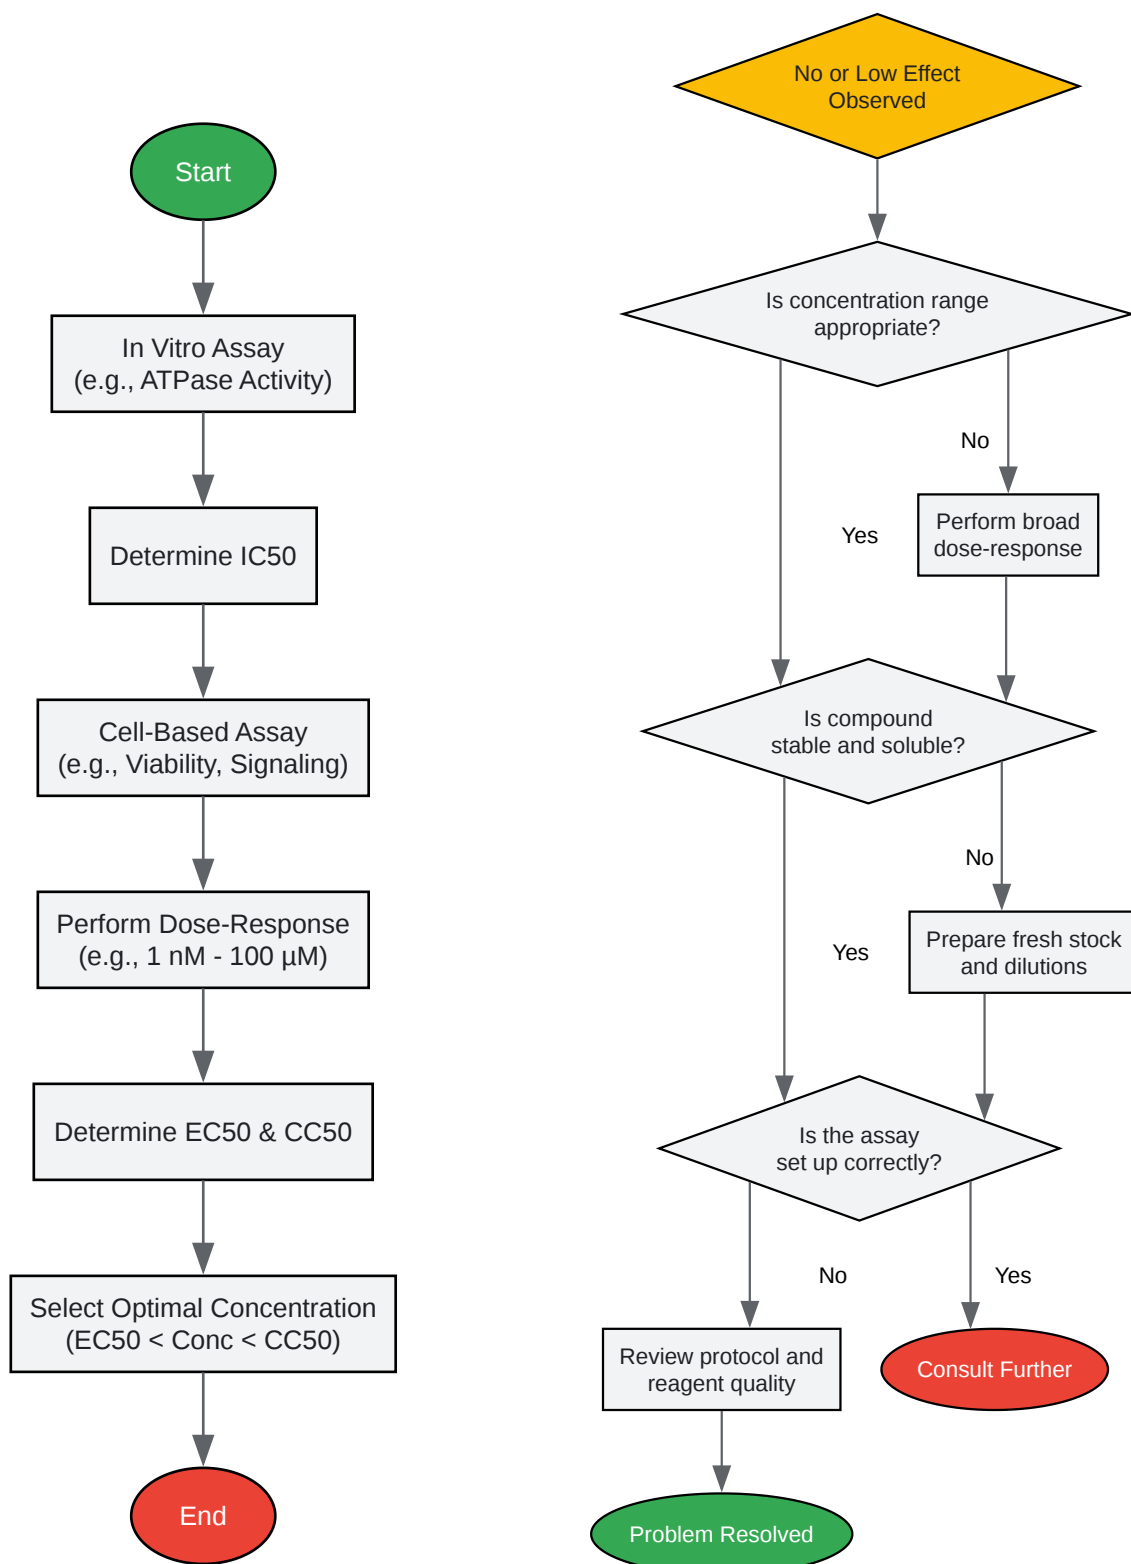 Start
In Vitro Assay
(e.g., ATPase Activity)
Determine IC50
Cell-Based Assay
(e.g., Viability, Signaling)
Perform Dose-Response
(e.g., 1 nM - 100 µM)
Determine EC50 & CC50
Select Optimal Concentration
(EC50 < Conc < CC50)
End
No or Low Effect
Observed
Is concentration range
appropriate?
No
Yes
Perform broad
dose-response
Is compound
stable and soluble?
No
Yes
Prepare fresh stock
and dilutions
Is the assay
set up correctly?
No
Yes
Review protocol and
reagent quality
Consult Further
Problem Resolved